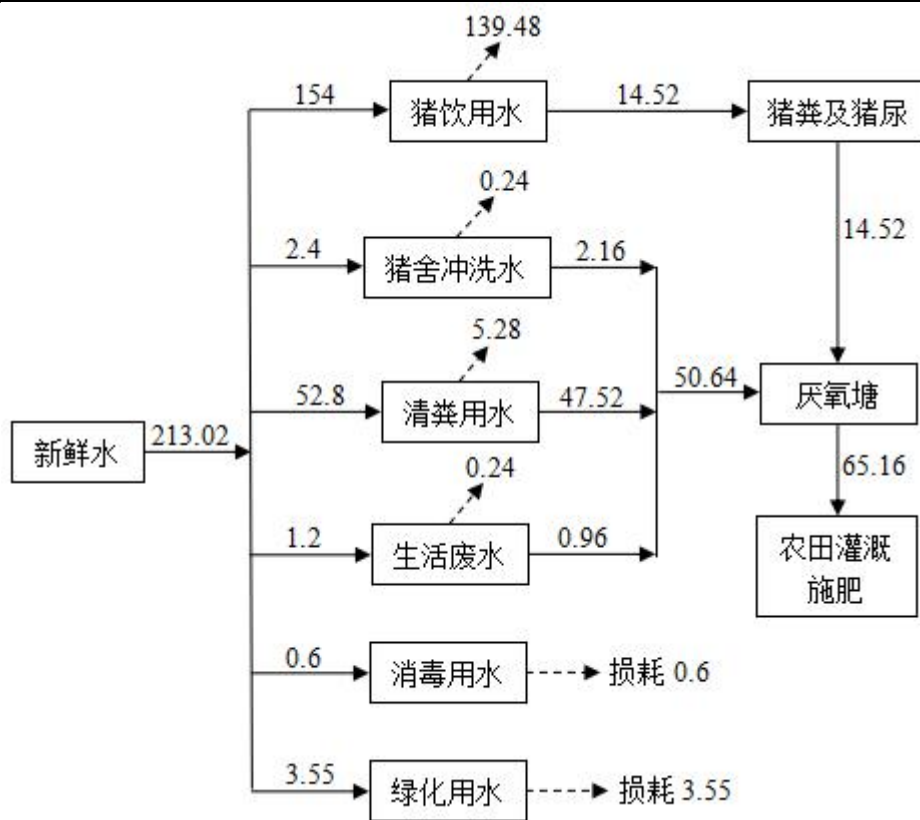 139.48
154
猪饮用水
14.52
猪粪及猪尿
0.24
14.52
2.4
猪舍冲洗水
2.16
5.28
52.8
清粪用水
47.52
50.64
厌氧塘
新鲜水
213.02
0.24
65.16
1.2
生活废水
0.96
农田灌溉
施肥
0.6
消毒用水
损耗 0.6
3.55
绿化用水
损耗 3.55